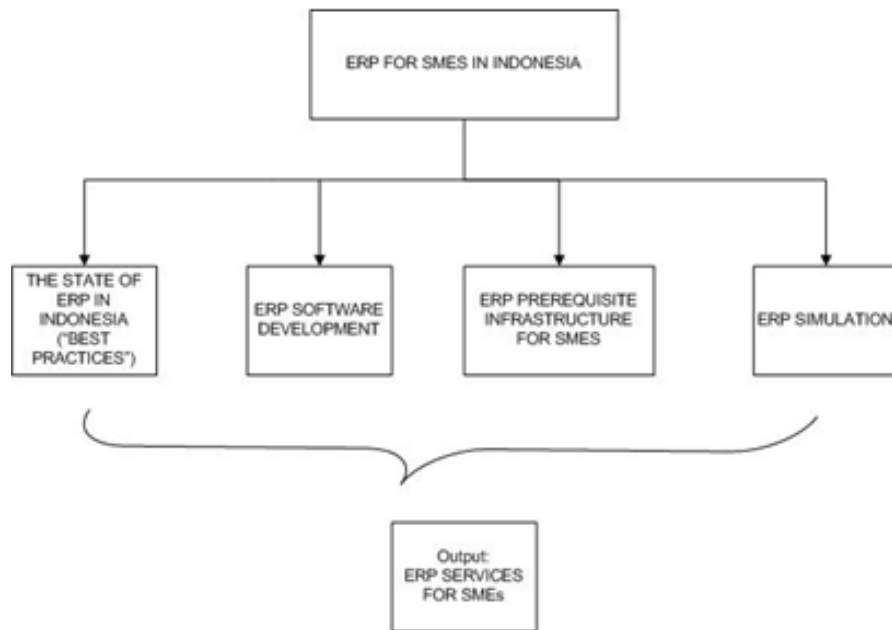 ERP FOR SMES IN INDONESIA
THE STATE OF
ERP IN
INDONESIA
("BEST
PRACTICES")
ERP SOFTWARE
DEVELOPMENT
ERP PREREQUISITE
INFRASTRUCTURE
FOR SMES
ERP SIMULATION
Output:
ERP SERVICES
FOR SMEs